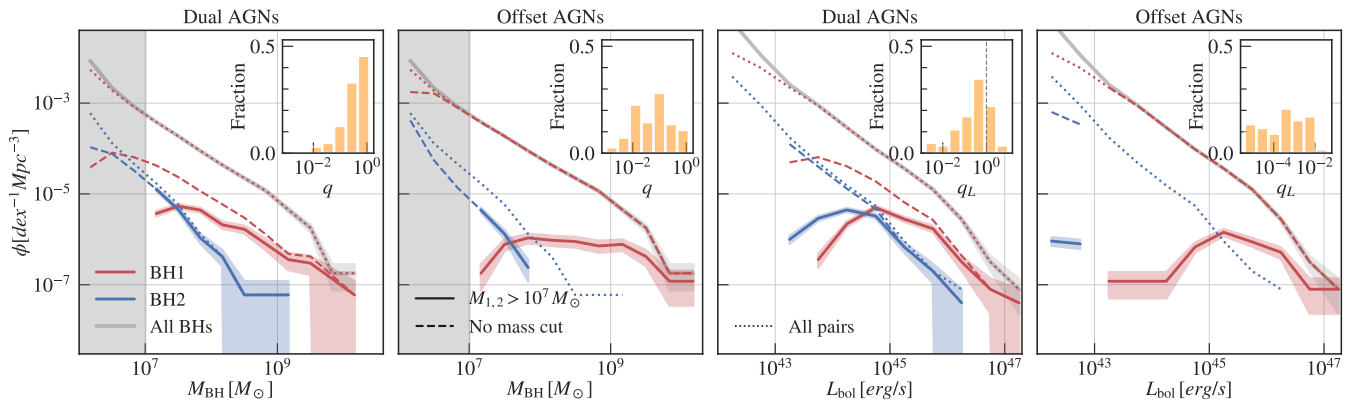 Dual AGNs
Offset AGNs
Dual AGNs
Offset AGNs
ϕ[dex⁻¹Mpc⁻³]
10⁻³
10⁻⁵
10⁻⁷
0.5
0.0
Fraction
10⁻² 10⁰
q
0.5
0.0
Fraction
10⁻² 10⁰
q
0.5
0.0
Fraction
10⁻² 10⁰
q_L
0.5
0.0
Fraction
10⁻⁴ 10⁻²
q_L
BH1
BH2
All BHs
M₁,₂ > 10⁷ M⊙
No mass cut
All pairs
10⁷ 10⁹
M_BH [M⊙]
10⁷ 10⁹
M_BH [M⊙]
10⁴³ 10⁴⁵ 10⁴⁷
L_bol [erg/s]
10⁴³ 10⁴⁵ 10⁴⁷
L_bol [erg/s]